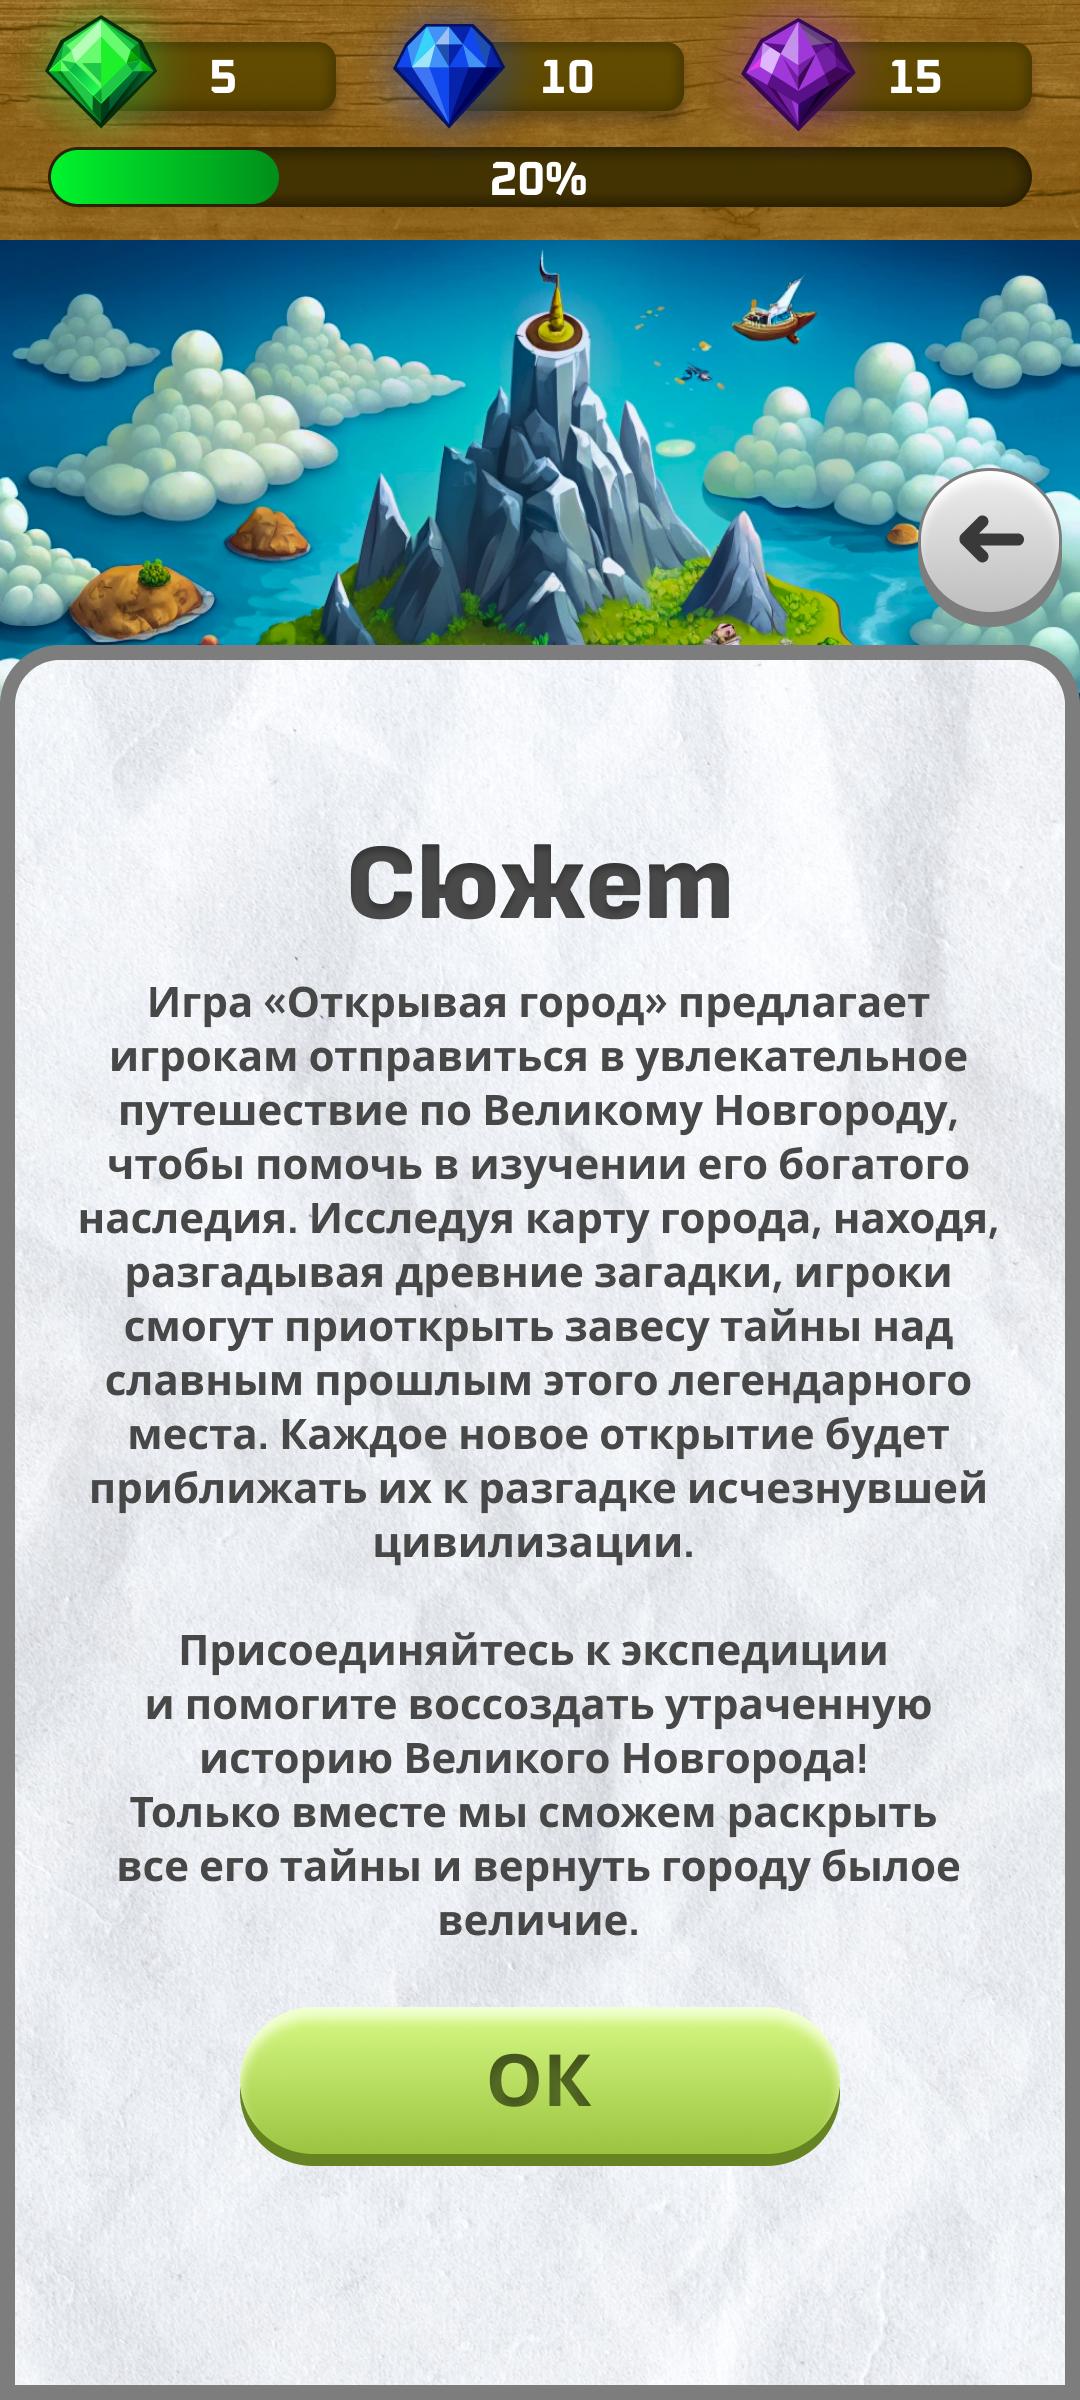 5 10 15
20%
Сюжет
Игра «Открывая город» предлагает
игрокам отправиться в увлекательное
путешествие по Великому Новгороду,
чтобы помочь в изучении его богатого
наследия. Исследуя карту города, находя,
разгадывая древние загадки, игроки
смогут приоткрыть завесу тайны над
славным прошлым этого легендарного
места. Каждое новое открытие будет
приближать их к разгадке исчезнувшей
цивилизации.
Присоединяйтесь к экспедиции
и помогите воссоздать утраченную
историю Великого Новгорода!
Только вместе мы сможем раскрыть
все его тайны и вернуть городу былое
величие.
ОК